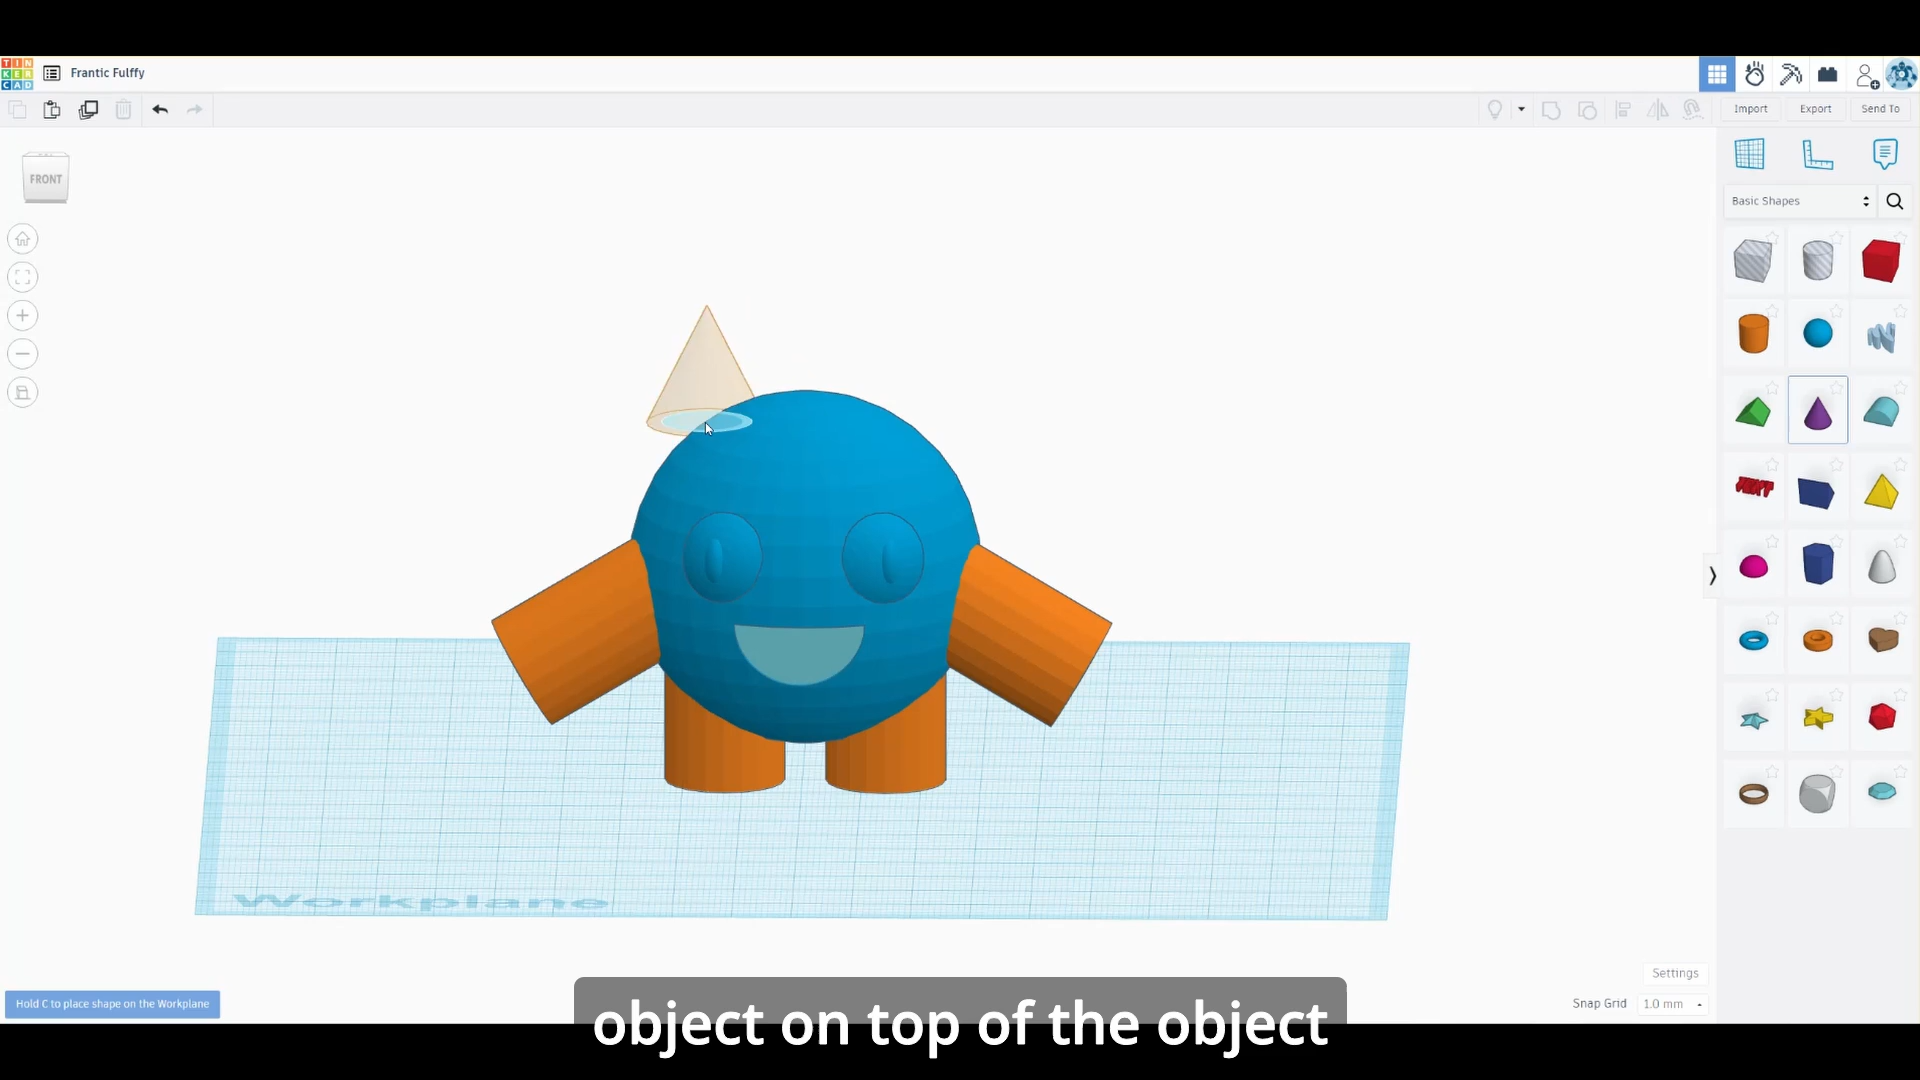 TIN
KER
CAD
Frantic Fulffy
Import
Export
Send To
FRONT
Basic Shapes
TEXT
Workplane
Settings
Hold C to place shape on the Workplane
Snap Grid
1.0 mm
object on top of the object